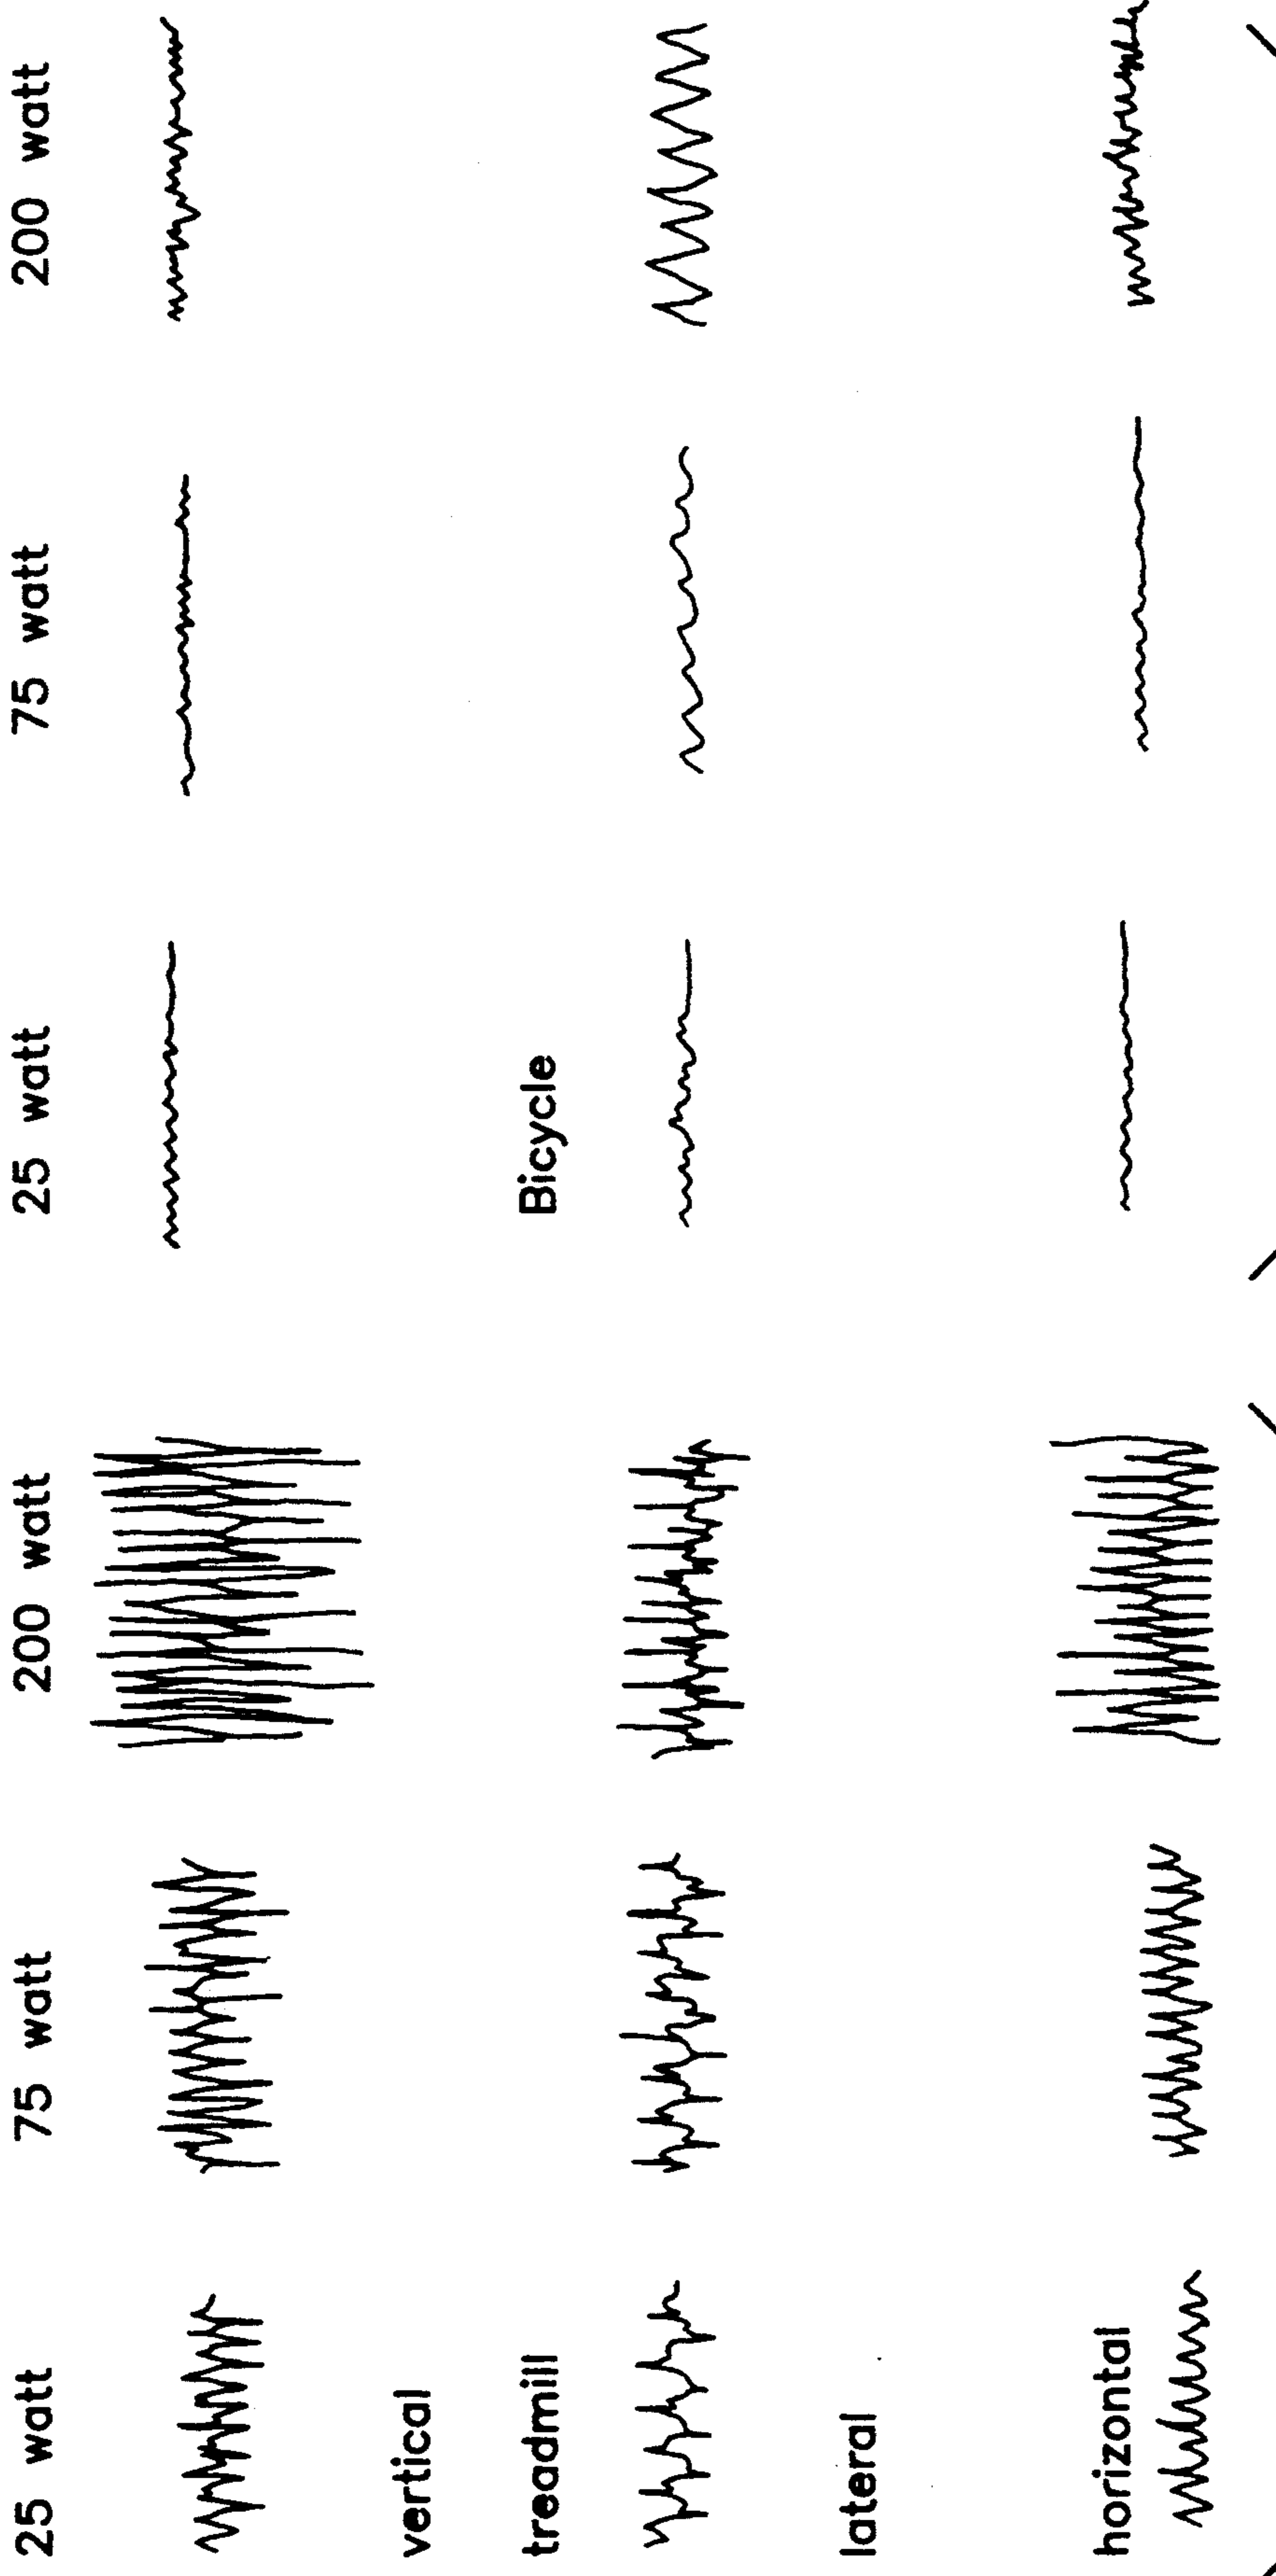 25 watt 75 watt 200 watt 25 watt 75 watt 200 watt
vertical
treadmill Bicycle
lateral
horizontal